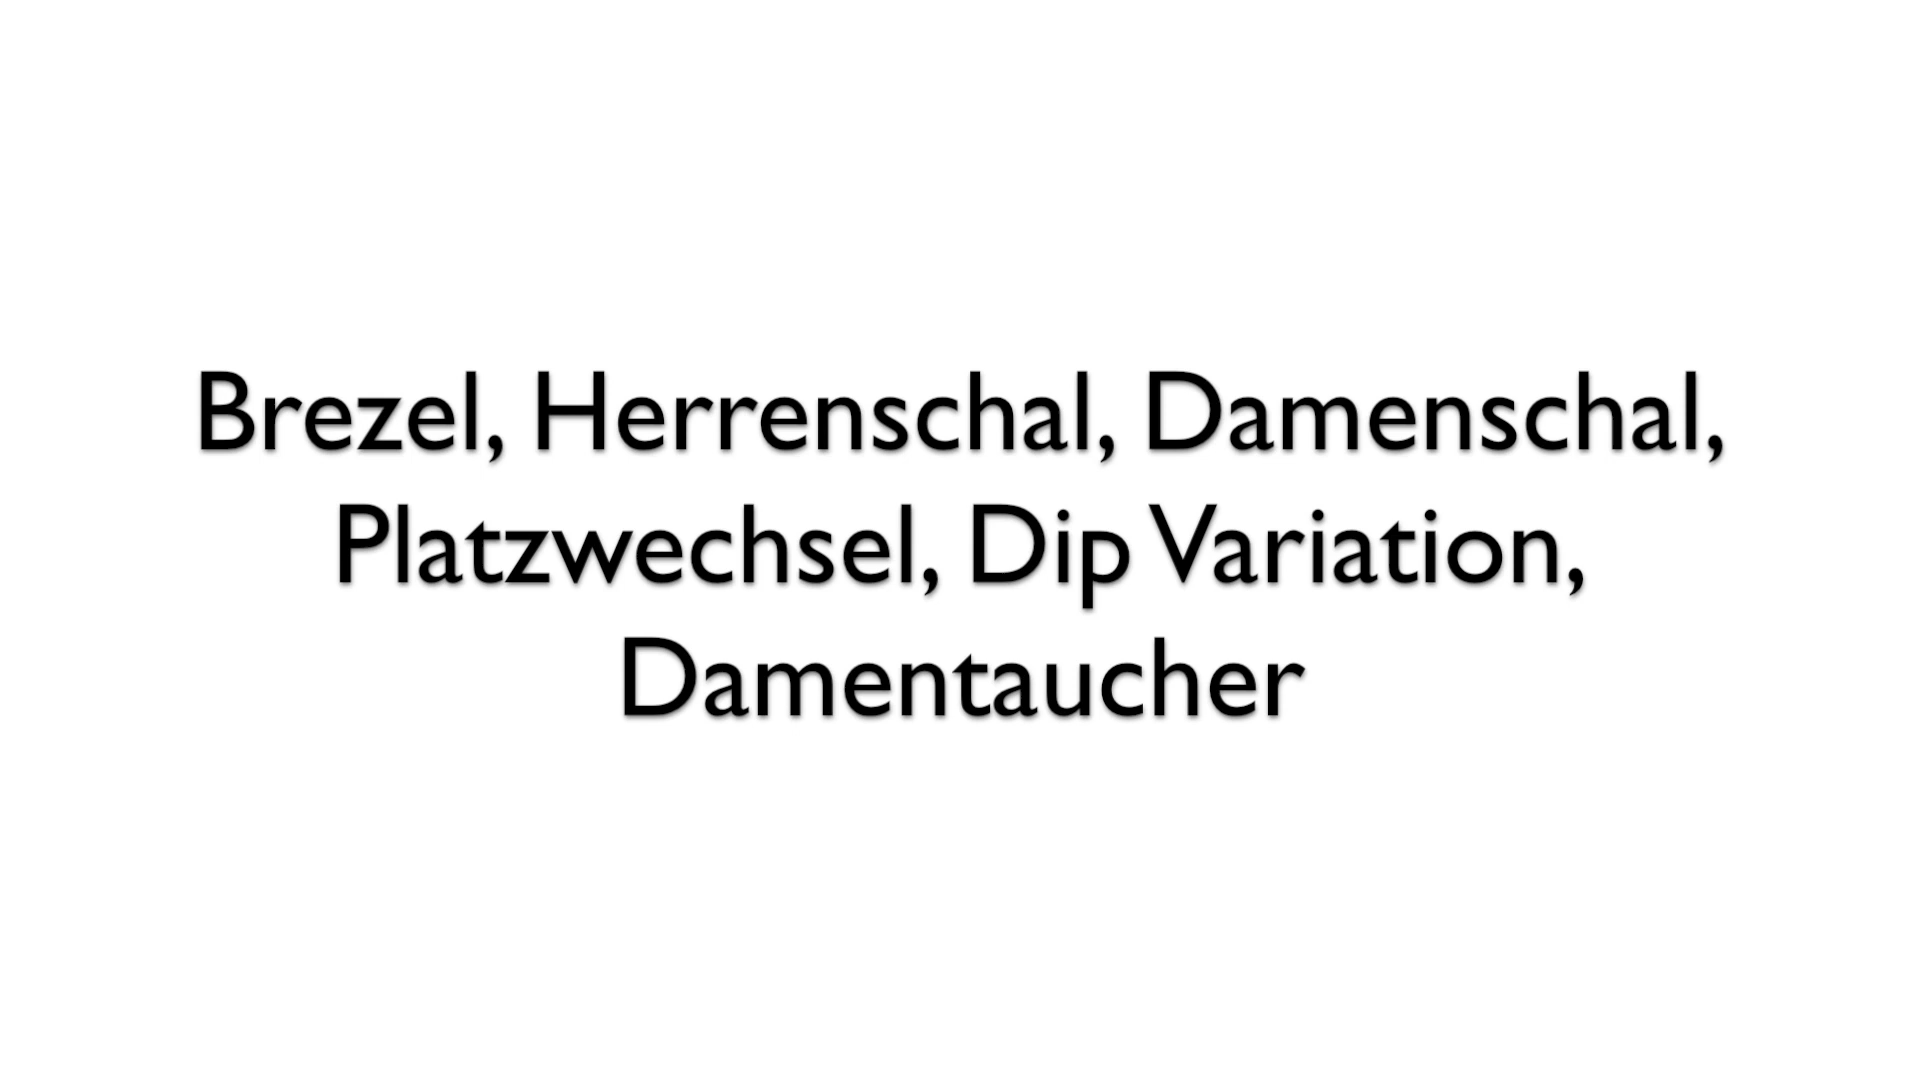 Brezel, Herrenschal, Damenschal,
Platzwechsel, Dip Variation,
Damentaucher